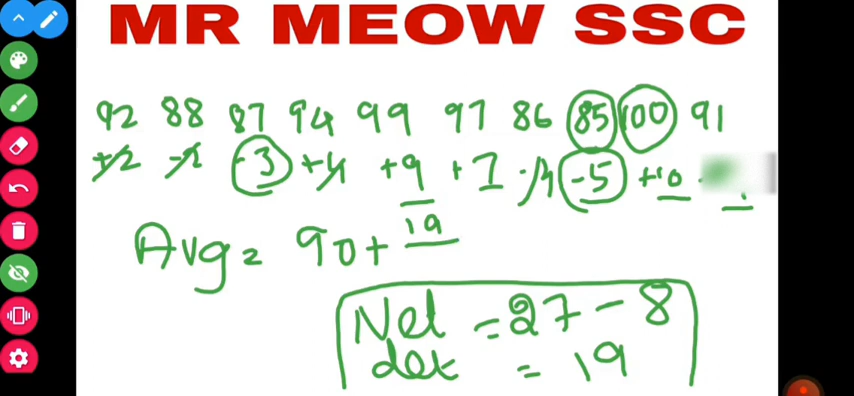 MR MEOW SSC
92 88 87 94 99 97 86 85 100 91
+2 -2 -3 +4 +9 +7 -4 -5 +10
Avg = 90 + 19
Net = 27 - 8
det = 19